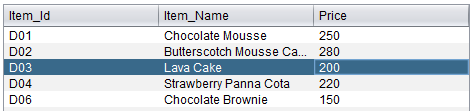 Item_Id Item_Name Price
D01 Chocolate Mousse 250
D02 Butterscotch Mousse Ca... 280
D03 Lava Cake 200
D04 Strawberry Panna Cota 220
D06 Chocolate Brownie 150